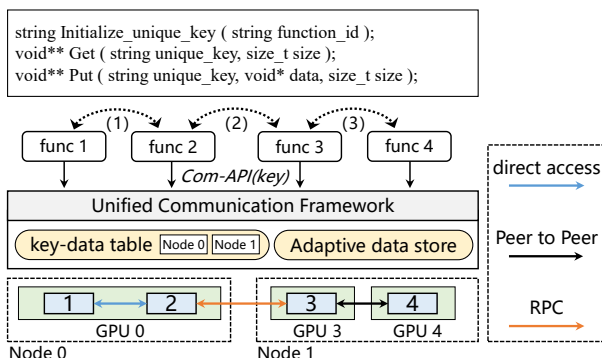 string Initialize_unique_key ( string function_id );
void** Get ( string unique_key, size_t size );
void** Put ( string unique_key, void* data, size_t size );
(1) (2) (3)
func 1 func 2 func 3 func 4
Com-API(key)
Unified Communication Framework
key-data table Node 0 Node 1 Adaptive data store
1 2 3 4
GPU 0 GPU 3 GPU 4
Node 0 Node 1
direct access
Peer to Peer
RPC